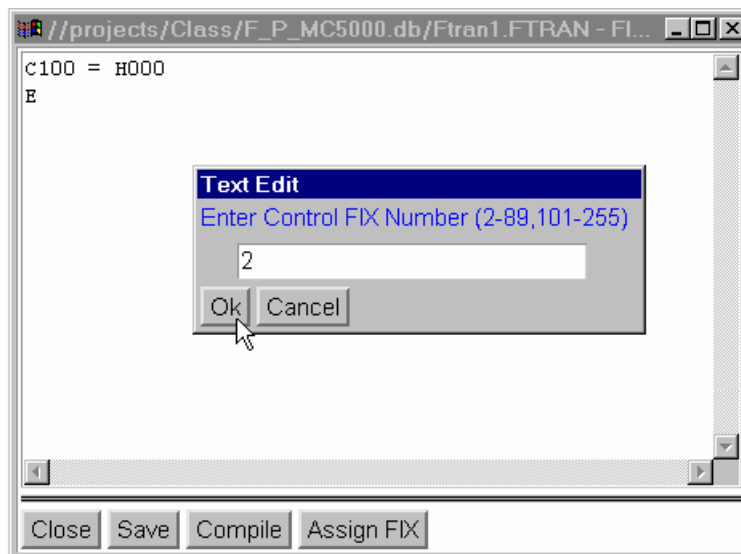 //projects/Class/F_P_MC5000.db/Ftran1.FTRAN - FI...
C100 = H000
E
Text Edit
Enter Control FIX Number (2-89,101-255)
2
Ok Cancel
Close Save Compile Assign FIX